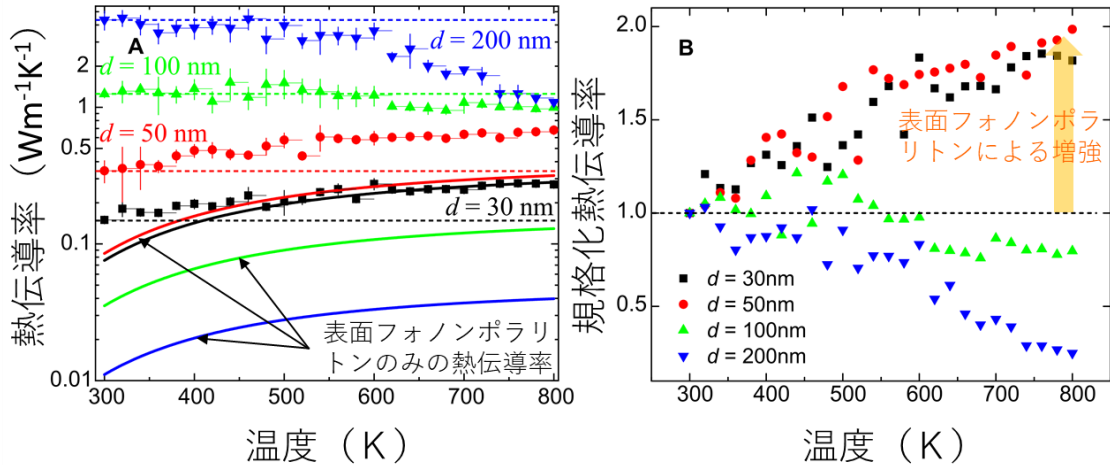 A
d = 200 nm
d = 100 nm
d = 50 nm
d = 30 nm
表面フォノンポラリ
トンのみの熱伝導率
熱伝導率（Wm⁻¹K⁻¹）
2
1
0.5
0.1
0.01
300 400 500 600 700 800
温度（K）
B
表面フォノンポラ
リトンによる増強
d = 30nm
d = 50nm
d = 100nm
d = 200nm
規格化熱伝導率
2.0
1.5
1.0
0.5
300 400 500 600 700 800
温度（K）